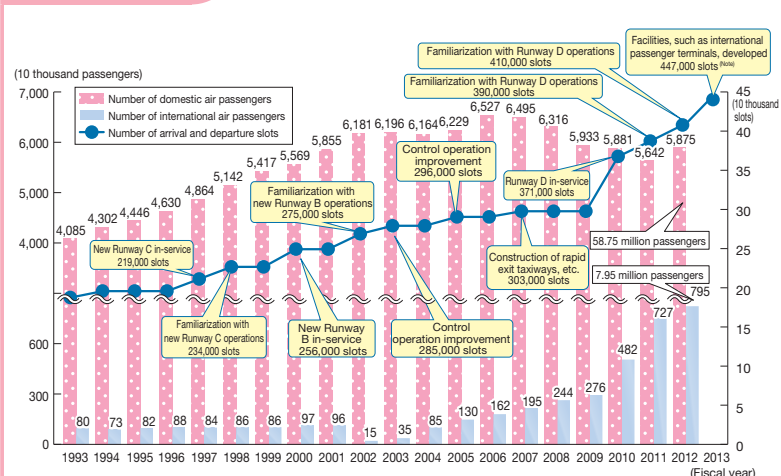 Facilities, such as international
passenger terminals, developed
447,000 slots (Note)
Familiarization with Runway D operations
410,000 slots
Familiarization with Runway D operations
390,000 slots
(10 thousand passengers)
7,000
6,000
5,000
4,000
600
300
0
45
(10 thousand
slots)
40
35
30
25
20
15
10
5
0
Number of domestic air passengers
Number of international air passengers
Number of arrival and departure slots
4,085
4,302
4,446
4,630
4,864
5,142
5,417
5,569
5,855
6,181
6,196
6,164
6,229
6,527
6,495
6,316
5,933
5,881
5,642
5,875
Control operation
improvement
296,000 slots
Runway D in-service
371,000 slots
Familiarization with
new Runway B operations
275,000 slots
New Runway C in-service
219,000 slots
58.75 million passengers
Construction of rapid
exit taxiways, etc.
303,000 slots
7.95 million passengers
Familiarization with
new Runway C operations
234,000 slots
New Runway
B in-service
256,000 slots
Control
operation improvement
285,000 slots
80
73
82
88
84
86
86
97
96
15
35
85
130
162
195
244
276
482
727
795
1993 1994 1995 1996 1997 1998 1999 2000 2001 2002 2003 2004 2005 2006 2007 2008 2009 2010 2011 2012 2013
(Fiscal year)